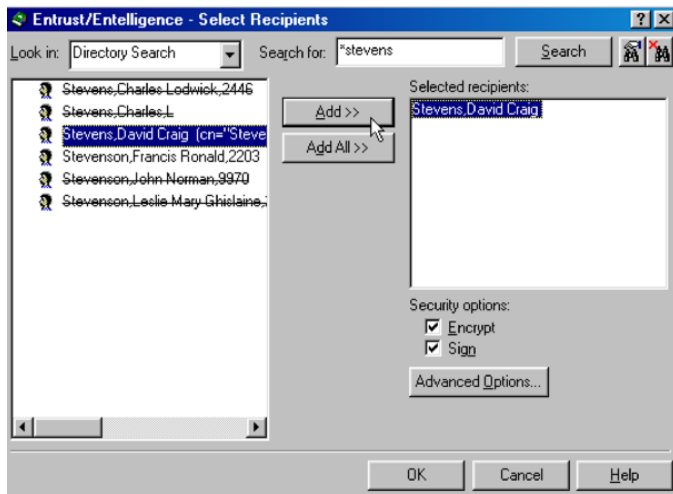 Entrust/Entelligence - Select Recipients
Look in: Directory Search Search for: *stevens Search
Stevens,Charles Lodwick,2446
Stevens,Charles,L
Stevens,David Craig (cn="Steve
Stevenson,Francis Ronald,2203
Stevenson,John Norman,9970
Stevenson,Leslie Mary Ghislaine,
Add >>
Add All >>
Selected recipients:
Stevens,David Craig
Security options:
Encrypt
Sign
Advanced Options...
OK Cancel Help